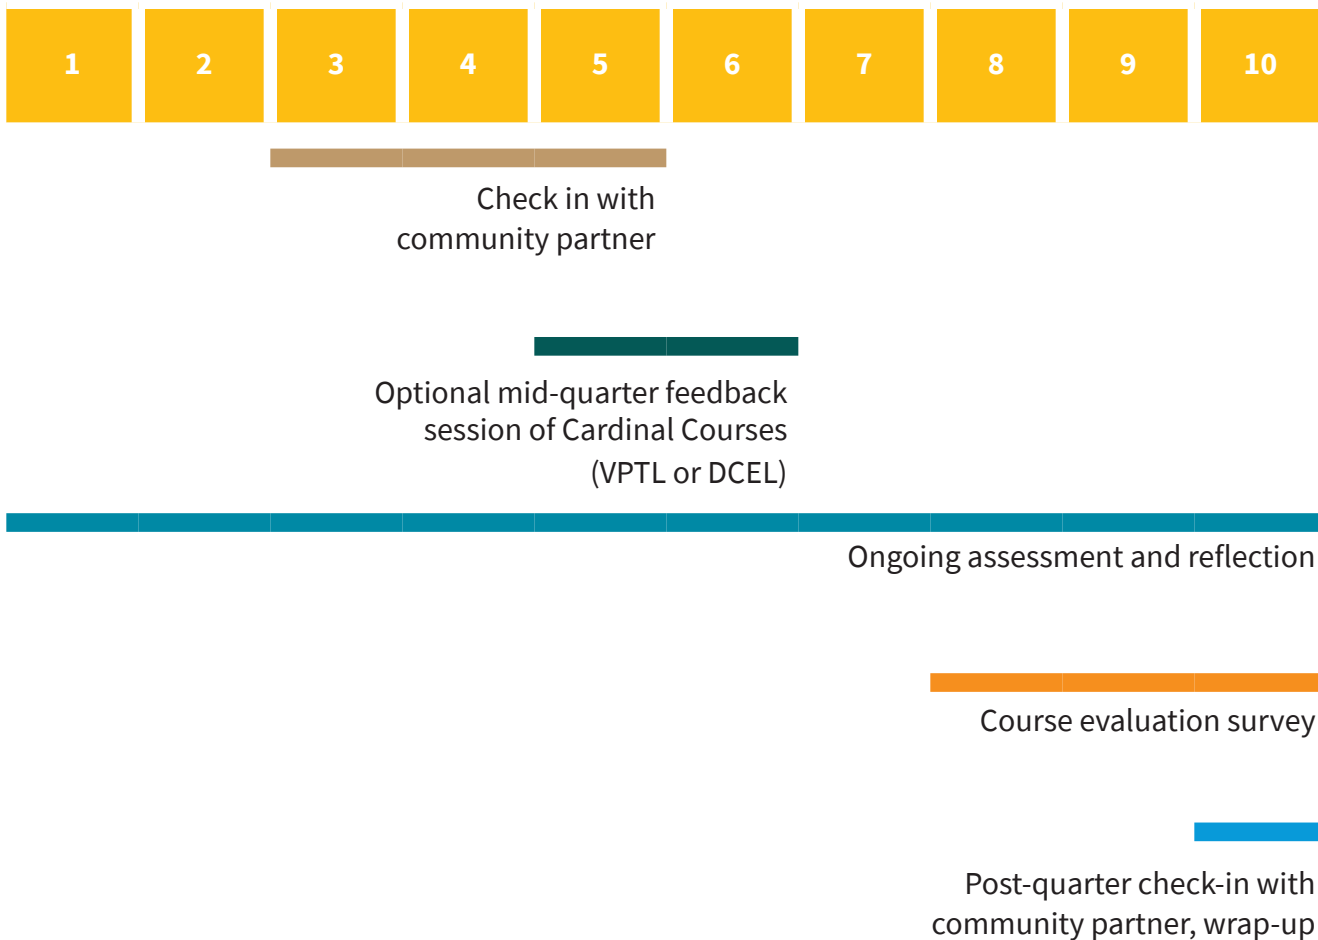 1 2 3 4 5 6 7 8 9 10
Check in with
community partner
Optional mid-quarter feedback
session of Cardinal Courses
(VPTL or DCEL)
Ongoing assessment and reflection
Course evaluation survey
Post-quarter check-in with
community partner, wrap-up